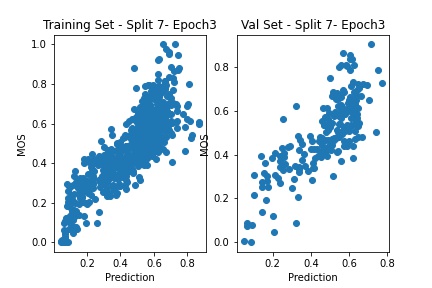 Training Set - Split 7- Epoch3
1.0
0.8
0.6
0.4
0.2
0.0
MOS
0.2 0.4 0.6 0.8
Prediction
Val Set - Split 7- Epoch3
0.8
0.6
0.4
0.2
0.0
MOS
0.2 0.4 0.6 0.8
Prediction